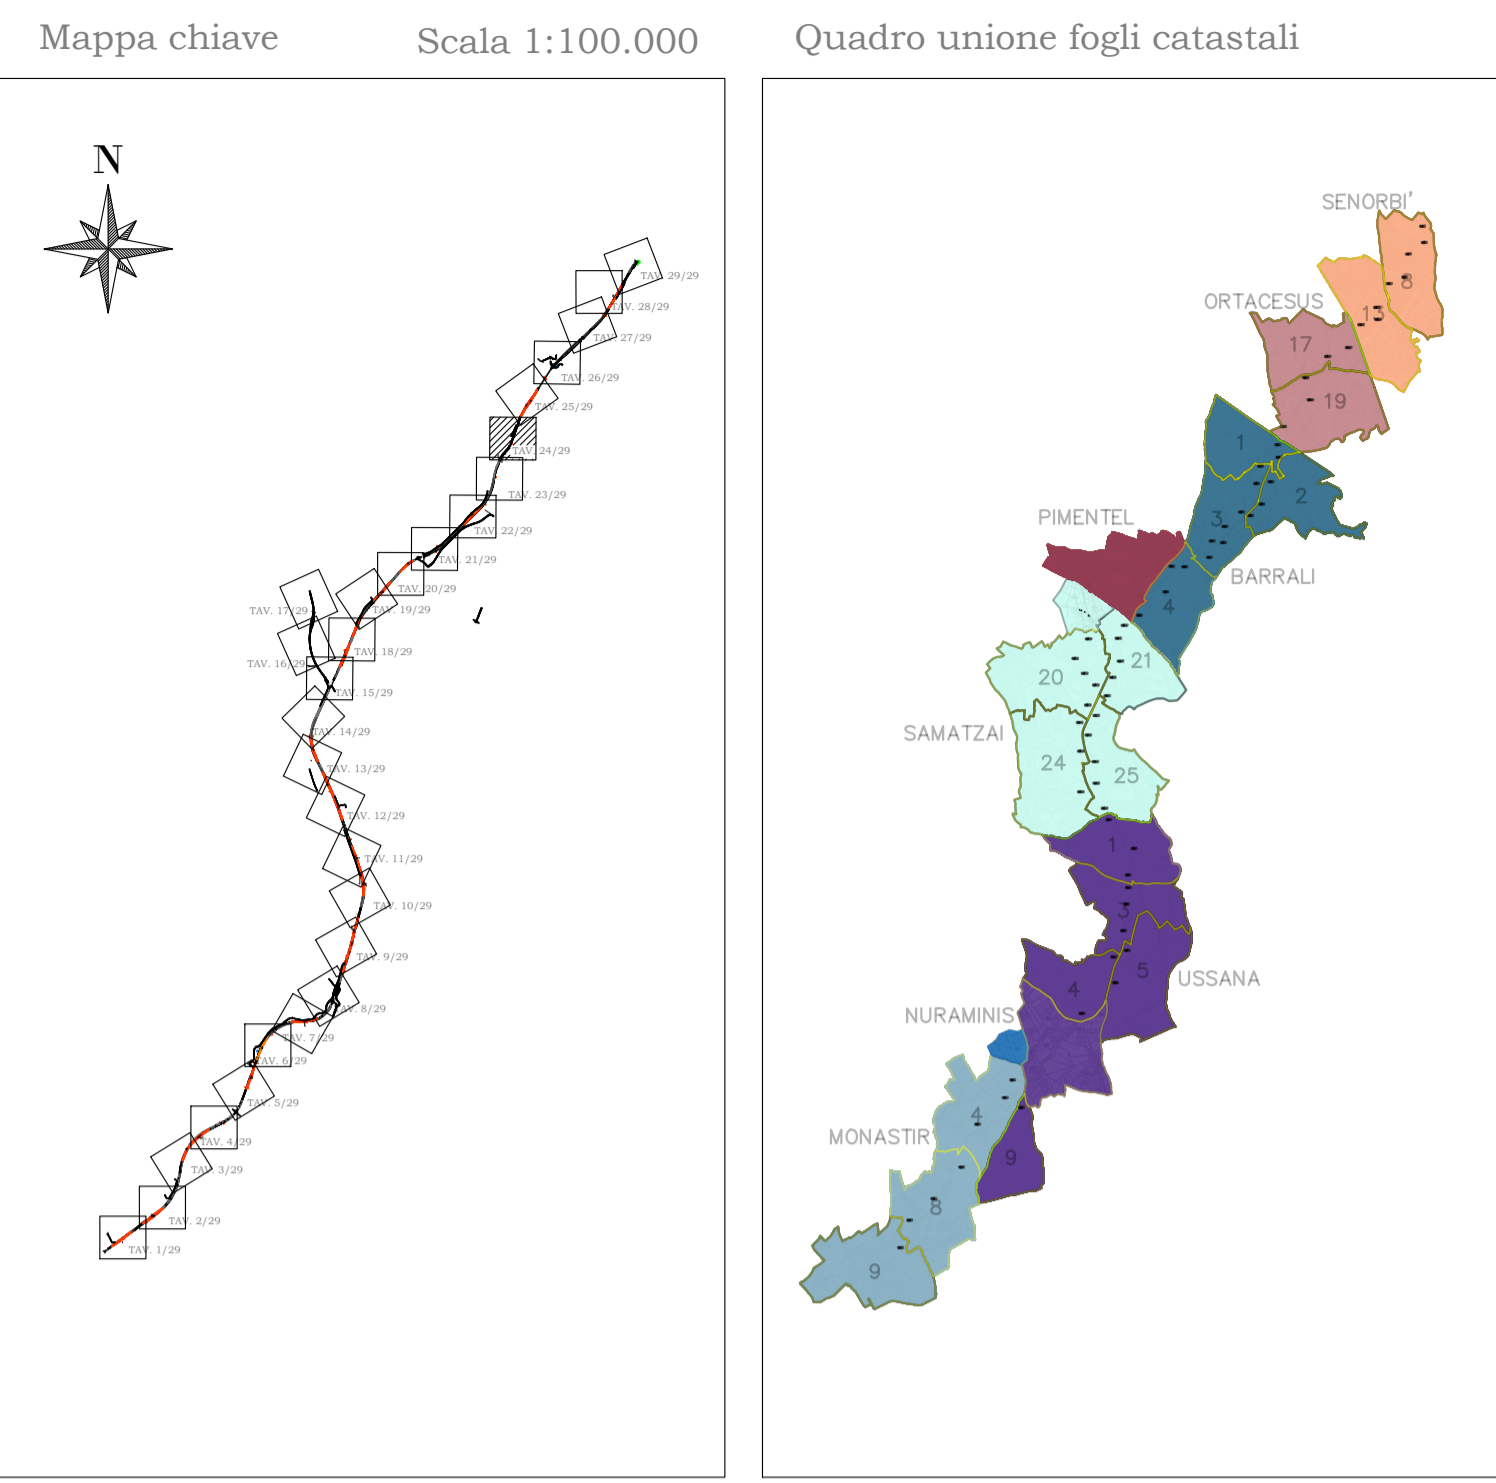 Mappa chiave
Scala 1:100.000
Quadro unione fogli catastali
N
TAV. 29/29
TAV. 28/29
TAV. 27/29
TAV. 26/29
TAV. 25/29
TAV. 24/29
TAV. 23/29
TAV. 22/29
TAV. 21/29
TAV. 20/29
TAV. 19/29
TAV. 17/29
TAV. 18/29
TAV. 16/29
TAV. 15/29
TAV. 14/29
TAV. 13/29
TAV. 12/29
TAV. 11/29
TAV. 10/29
TAV. 9/29
TAV. 8/29
TAV. 7/29
TAV. 6/29
TAV. 5/29
TAV. 4/29
TAV. 3/29
TAV. 2/29
TAV. 1/29
SENORBI'
8
ORTACESUS
13
17
19
1
2
3
PIMENTEL
BARRALI
4
21
20
SAMATZAI
24
25
1
3
5
USSANA
4
NURAMINIS
4
MONASTIR
9
8
9